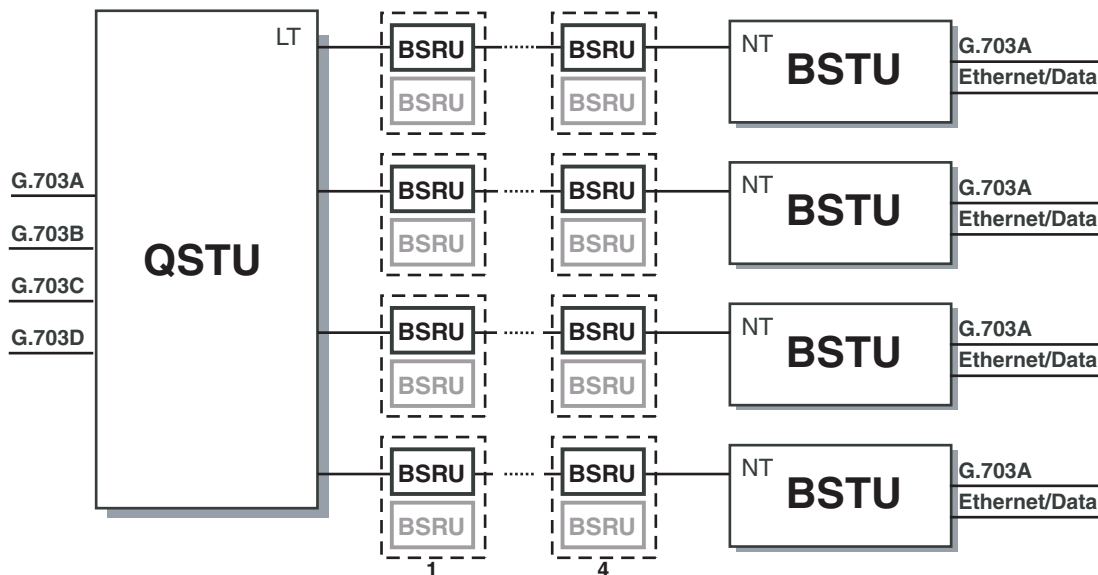 LT
BSRU
BSRU
NT
BSTU
G.703A
Ethernet/Data
BSRU
BSRU
G.703A
G.703B
G.703C
G.703D
QSTU
BSRU
BSRU
NT
BSTU
G.703A
Ethernet/Data
BSRU
BSRU
BSRU
BSRU
NT
BSTU
G.703A
Ethernet/Data
BSRU
BSRU
BSRU
BSRU
NT
BSTU
G.703A
Ethernet/Data
BSRU
BSRU
1
4